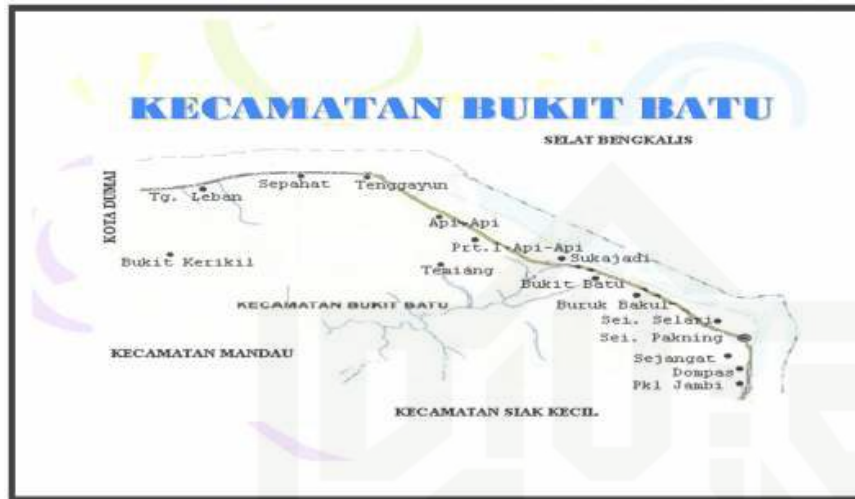 KECAMATAN BUKIT BATU
SELAT BENGKALIS
KOTA DUMAI
Tg. Leban
Sepahat
Tenggayun
Api-Api
Prt.I-Api-Api
Sukajadi
Bukit Kerikil
Temiang
Bukit Batu
KECAMATAN BUKIT BATU
Buruk Bakul
Sei. Selari
Sei. Pakning
KECAMATAN MANDAU
Sejangat
Dompas
Pkl Jambi
KECAMATAN SIAK KECIL